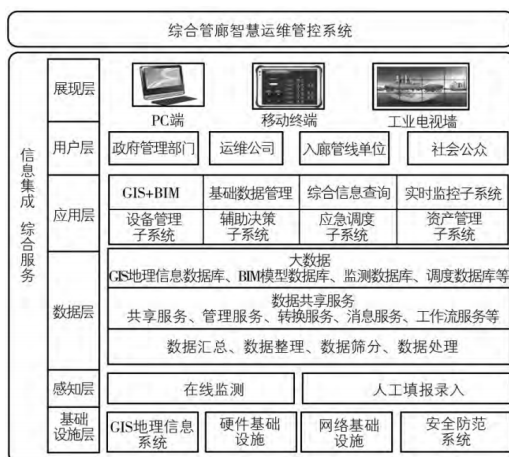 综合管廊智慧运维管控系统
信息集成 综合服务
展现层
PC端
移动终端
工业电视墙
用户层
政府管理部门
运维公司
入廊管线单位
社会公众
应用层
GIS+BIM
基础数据管理
综合信息查询
实时监控子系统
设备管理
子系统
辅助决策
子系统
应急调度
子系统
资产管理
子系统
数据层
大数据
GIS地理信息数据库、BIM模型数据库、监测数据库、调度数据库等
数据共享服务
共享服务、管理服务、转换服务、消息服务、工作流服务等
数据汇总、数据整理、数据筛分、数据处理
感知层
在线监测
人工填报录入
基础
设施层
GIS地理信息
系统
硬件基础
设施
网络基础
设施
安全防范
系统